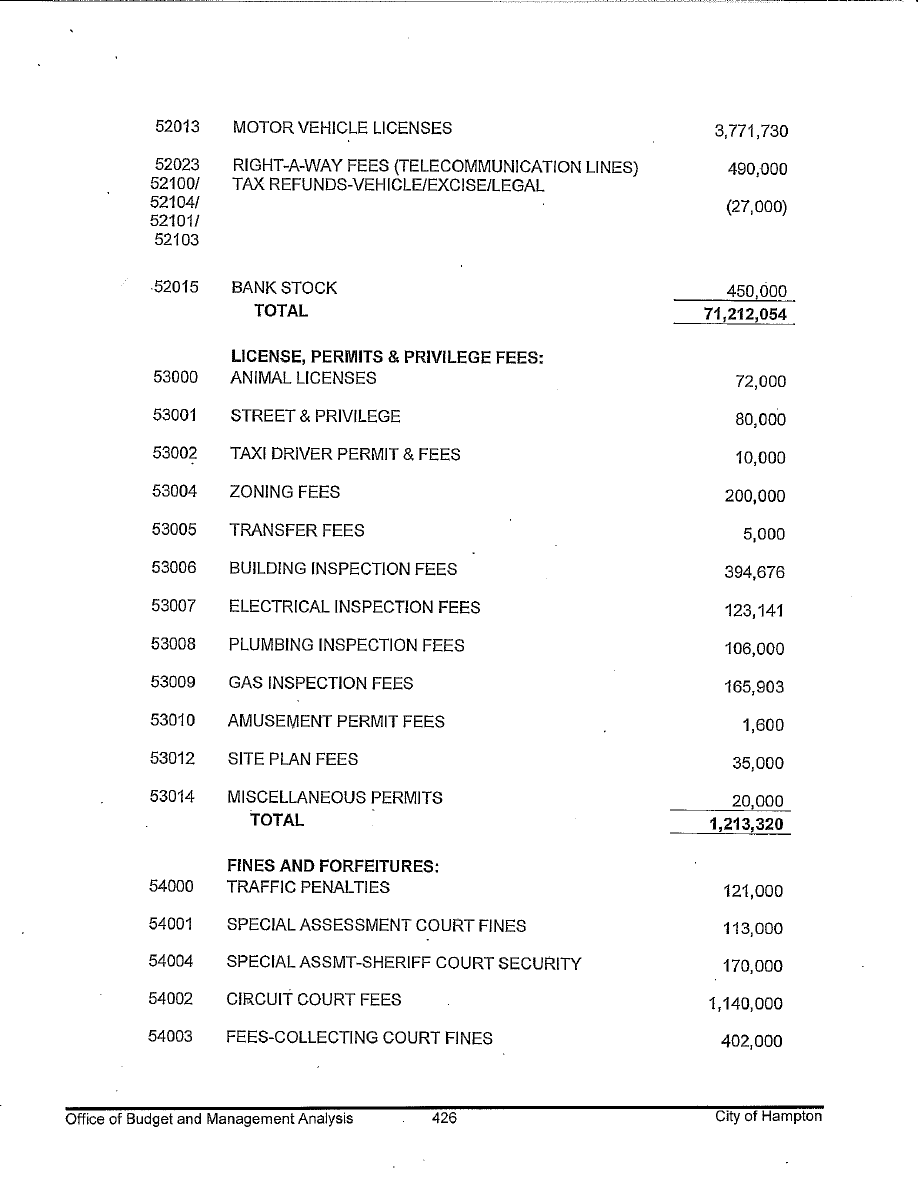 52013 MOTOR VEHICLE LICENSES 3,771,730
52023 RIGHT-A-WAY FEES (TELECOMMUNICATION LINES) 490,000
52100/ TAX REFUNDS-VEHICLE/EXCISE/LEGAL
52104/ (27,000)
52101/
52103
52015 BANK STOCK 450,000
TOTAL 71,212,054
LICENSE, PERMITS & PRIVILEGE FEES:
53000 ANIMAL LICENSES 72,000
53001 STREET & PRIVILEGE 80,000
53002 TAXI DRIVER PERMIT & FEES 10,000
53004 ZONING FEES 200,000
53005 TRANSFER FEES 5,000
53006 BUILDING INSPECTION FEES 394,676
53007 ELECTRICAL INSPECTION FEES 123,141
53008 PLUMBING INSPECTION FEES 106,000
53009 GAS INSPECTION FEES 165,903
53010 AMUSEMENT PERMIT FEES 1,600
53012 SITE PLAN FEES 35,000
53014 MISCELLANEOUS PERMITS 20,000
TOTAL 1,213,320
FINES AND FORFEITURES:
54000 TRAFFIC PENALTIES 121,000
54001 SPECIAL ASSESSMENT COURT FINES 113,000
54004 SPECIAL ASSMT-SHERIFF COURT SECURITY 170,000
54002 CIRCUIT COURT FEES 1,140,000
54003 FEES-COLLECTING COURT FINES 402,000
Office of Budget and Management Analysis 426 City of Hampton